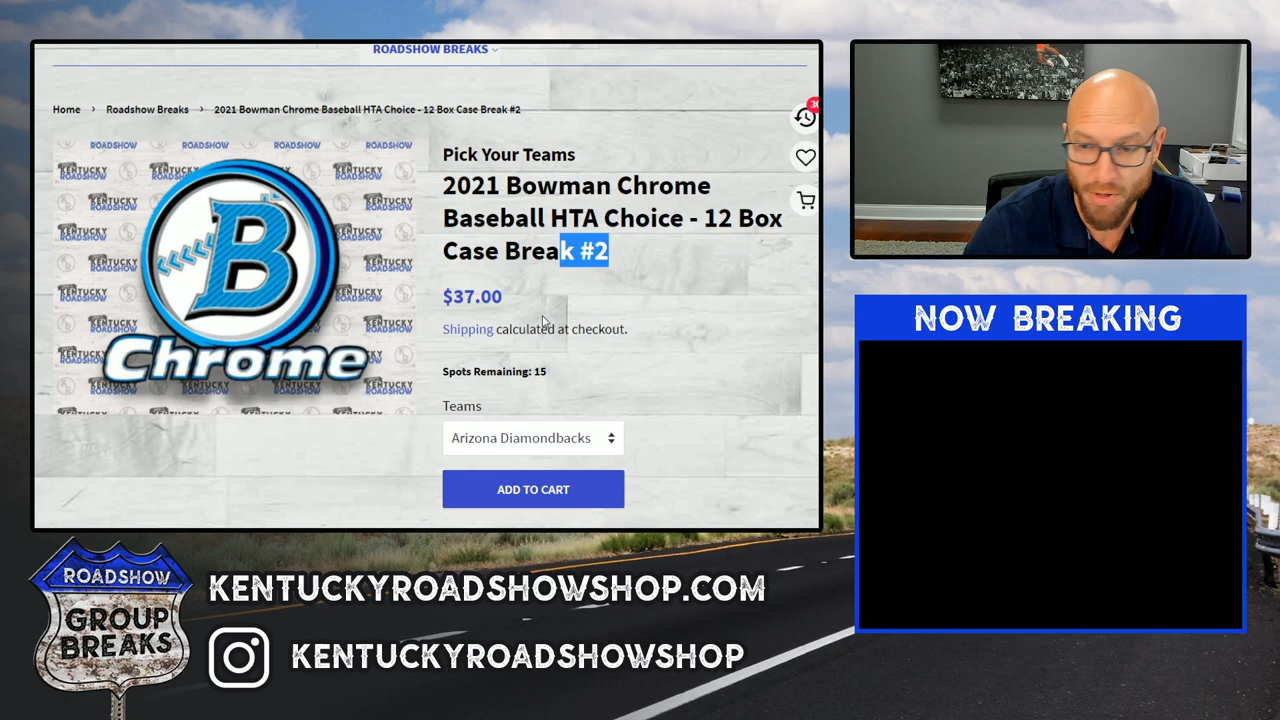 ROADSHOW BREAKS
Home › Roadshow Breaks › 2021 Bowman Chrome Baseball HTA Choice - 12 Box Case Break #2
Pick Your Teams
2021 Bowman Chrome
Baseball HTA Choice - 12 Box
Case Break #2
$37.00
Shipping calculated at checkout.
Spots Remaining: 15
Teams
Arizona Diamondbacks
ADD TO CART
B
Chrome
KENTUCKY
ROADSHOW
NOW BREAKING
ROADSHOW
GROUP
BREAKS
KENTUCKYROADSHOWSHOP.COM
KENTUCKYROADSHOWSHOP